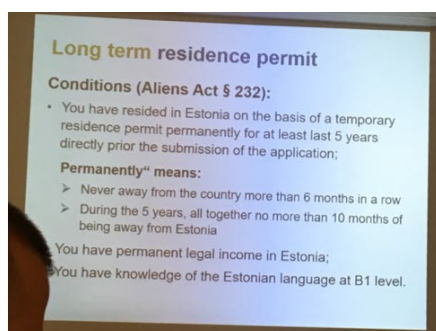 Long term residence permit
Conditions (Aliens Act § 232):
• You have resided in Estonia on the basis of a temporary
residence permit permanently for at least last 5 years
directly prior the submission of the application;
Permanently“ means:
➢ Never away from the country more than 6 months in a row
➢ During the 5 years, all together no more than 10 months of
being away from Estonia
You have permanent legal income in Estonia;
You have knowledge of the Estonian language at B1 level.